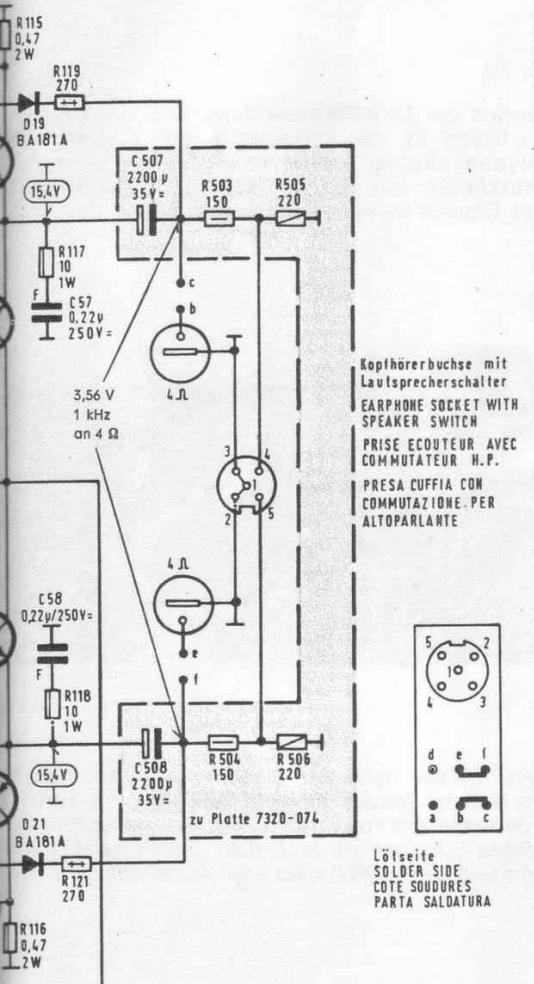 R115
0,47
2W
R119
270
D19
BA181A
C507
2200µ
35V=
R503
150
R505
220
15,4V
R117
10
1W
F
C57
0,22µ
250V=
c
b
4Ω
3,56 V
1 kHz
an 4 Ω
Kopfhörerbuchse mit
Lautsprecherschalter
EARPHONE SOCKET WITH
SPEAKER SWITCH
PRISE ECOUTEUR AVEC
COMMUTATEUR H.P.
PRESA CUFFIA CON
COMMUTAZIONE.PER
ALTOPARLANTE
3
4
1
2
5
4Ω
C58
0,22µ/250V=
F
R118
10
1W
e
f
15,4V
C508
2200µ
35V=
R504
150
R506
220
zu Platte 7320-074
D21
BA181A
R121
270
R116
0,47
2W
5
2
1
4
3
d e f
a b c
Lötseite
SOLDER SIDE
COTE SOUDURES
PARTA SALDATURA